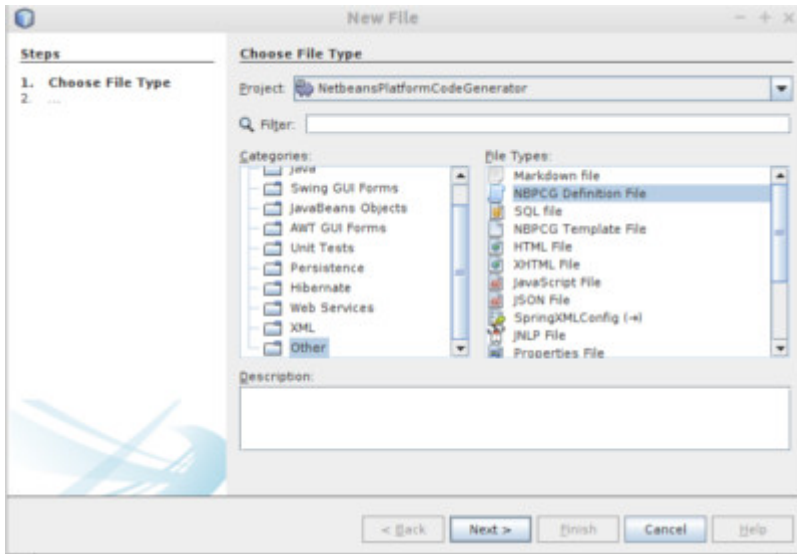 New File
Steps
1. Choose File Type
2. ...
Choose File Type
Project: NetbeansPlatformCodeGenerator
Filter:
Categories:
Java
Swing GUI Forms
JavaBeans Objects
AWT GUI Forms
Unit Tests
Persistence
Hibernate
Web Services
XML
Other
File Types:
Markdown file
NBPCG Definition File
SQL file
NBPCG Template File
HTML File
XHTML File
JavaScript File
JSON File
SpringXMLConfig (→)
JNLP File
Properties File
Description:
< Back
Next >
Finish
Cancel
Help